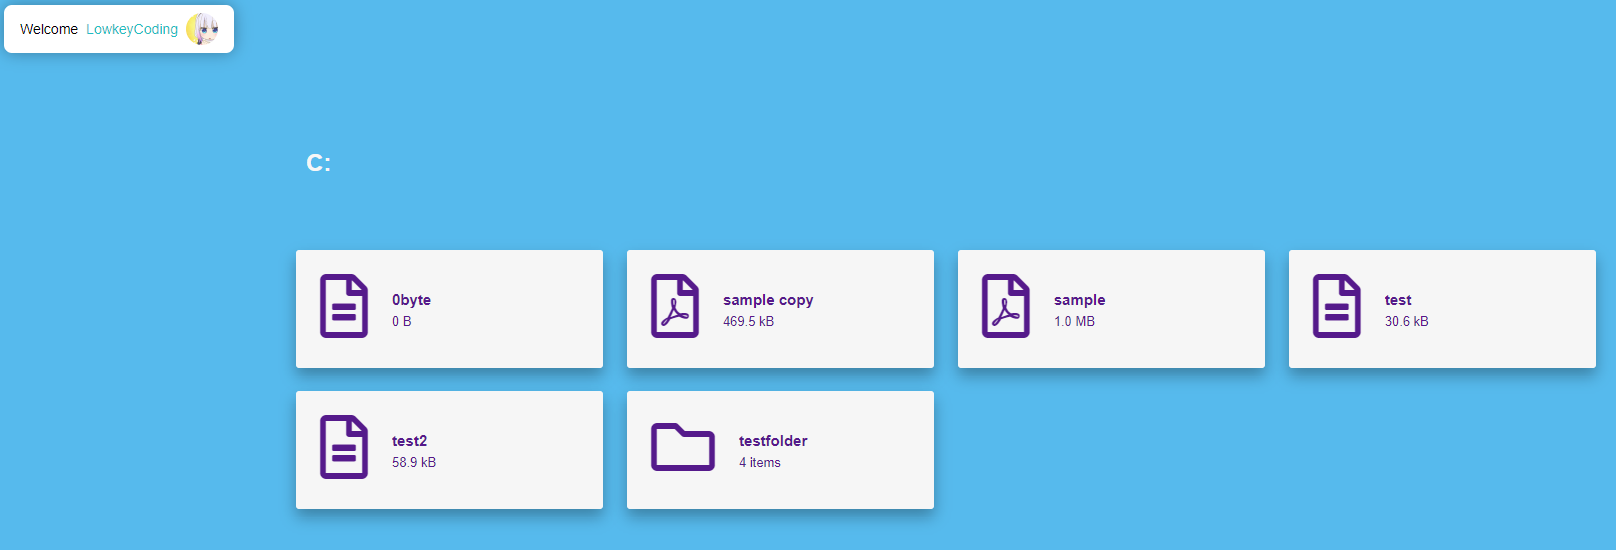 Welcome LowkeyCoding
C:
0byte
0 B
sample copy
469.5 kB
sample
1.0 MB
test
30.6 kB
test2
58.9 kB
testfolder
4 items